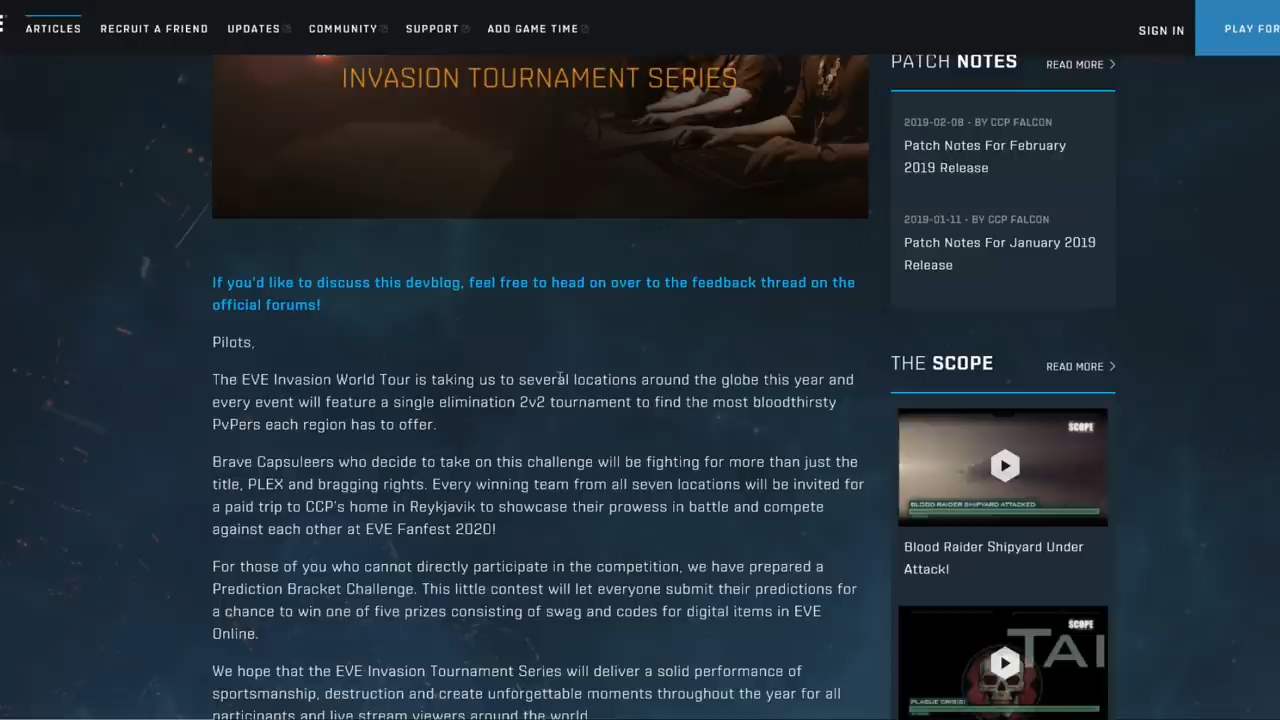 ARTICLES RECRUIT A FRIEND UPDATES COMMUNITY SUPPORT ADD GAME TIME SIGN IN PLAY FOR
INVASION TOURNAMENT SERIES
If you'd like to discuss this devblog, feel free to head on over to the feedback thread on the
official forums!
Pilots,
The EVE Invasion World Tour is taking us to several locations around the globe this year and
every event will feature a single elimination 2v2 tournament to find the most bloodthirsty
PvPers each region has to offer.
Brave Capsuleers who decide to take on this challenge will be fighting for more than just the
title, PLEX and bragging rights. Every winning team from all seven locations will be invited for
a paid trip to CCP's home in Reykjavik to showcase their prowess in battle and compete
against each other at EVE Fanfest 2020!
For those of you who cannot directly participate in the competition, we have prepared a
Prediction Bracket Challenge. This little contest will let everyone submit their predictions for
a chance to win one of five prizes consisting of swag and codes for digital items in EVE
Online.
We hope that the EVE Invasion Tournament Series will deliver a solid performance of
sportsmanship, destruction and create unforgettable moments throughout the year for all
participants and live stream viewers around the world.
PATCH NOTES READ MORE
2019-02-08 - BY CCP FALCON
Patch Notes For February
2019 Release
2019-01-11 - BY CCP FALCON
Patch Notes For January 2019
Release
THE SCOPE READ MORE
SCOPE
BLOOD RAIDER SHIPYARD ATTACKED
Blood Raider Shipyard Under
Attack!
SCOPE
TAI
PLAGUE CRISIS!